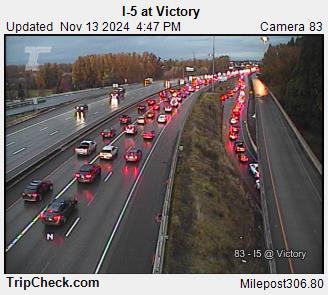 I-5 at Victory
Updated Nov 13 2024 4:47 PM
Camera 83
T
N
83 - I5 @ Victory
TripCheck.com
Milepost306.80